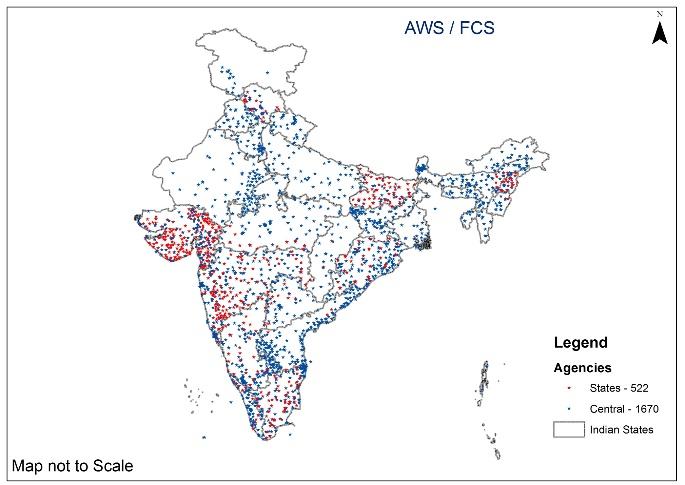 AWS / FCS
N
Legend
Agencies
States - 522
Central - 1670
Indian States
Map not to Scale